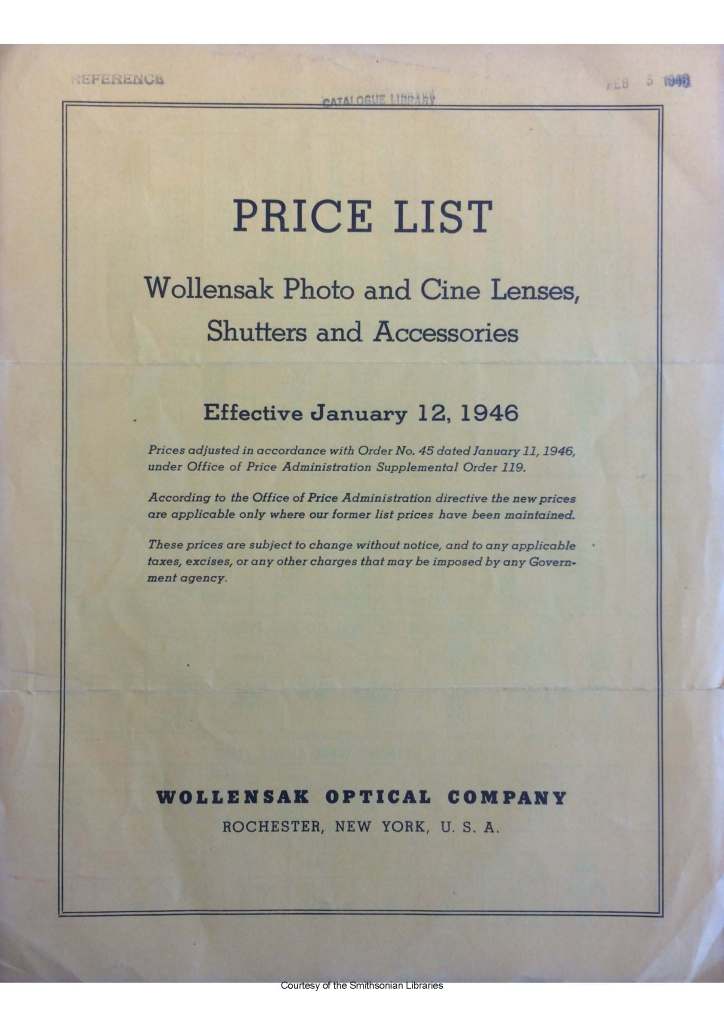 REFERENCE
FEB 5 1946
CATALOGUE LIBRARY
PRICE LIST
Wollensak Photo and Cine Lenses,
Shutters and Accessories
Effective January 12, 1946
Prices adjusted in accordance with Order No. 45 dated January 11, 1946,
under Office of Price Administration Supplemental Order 119.
According to the Office of Price Administration directive the new prices
are applicable only where our former list prices have been maintained.
These prices are subject to change without notice, and to any applicable
taxes, excises, or any other charges that may be imposed by any Govern-
ment agency.
WOLLENSAK OPTICAL COMPANY
ROCHESTER, NEW YORK, U. S. A.
Courtesy of the Smithsonian Libraries